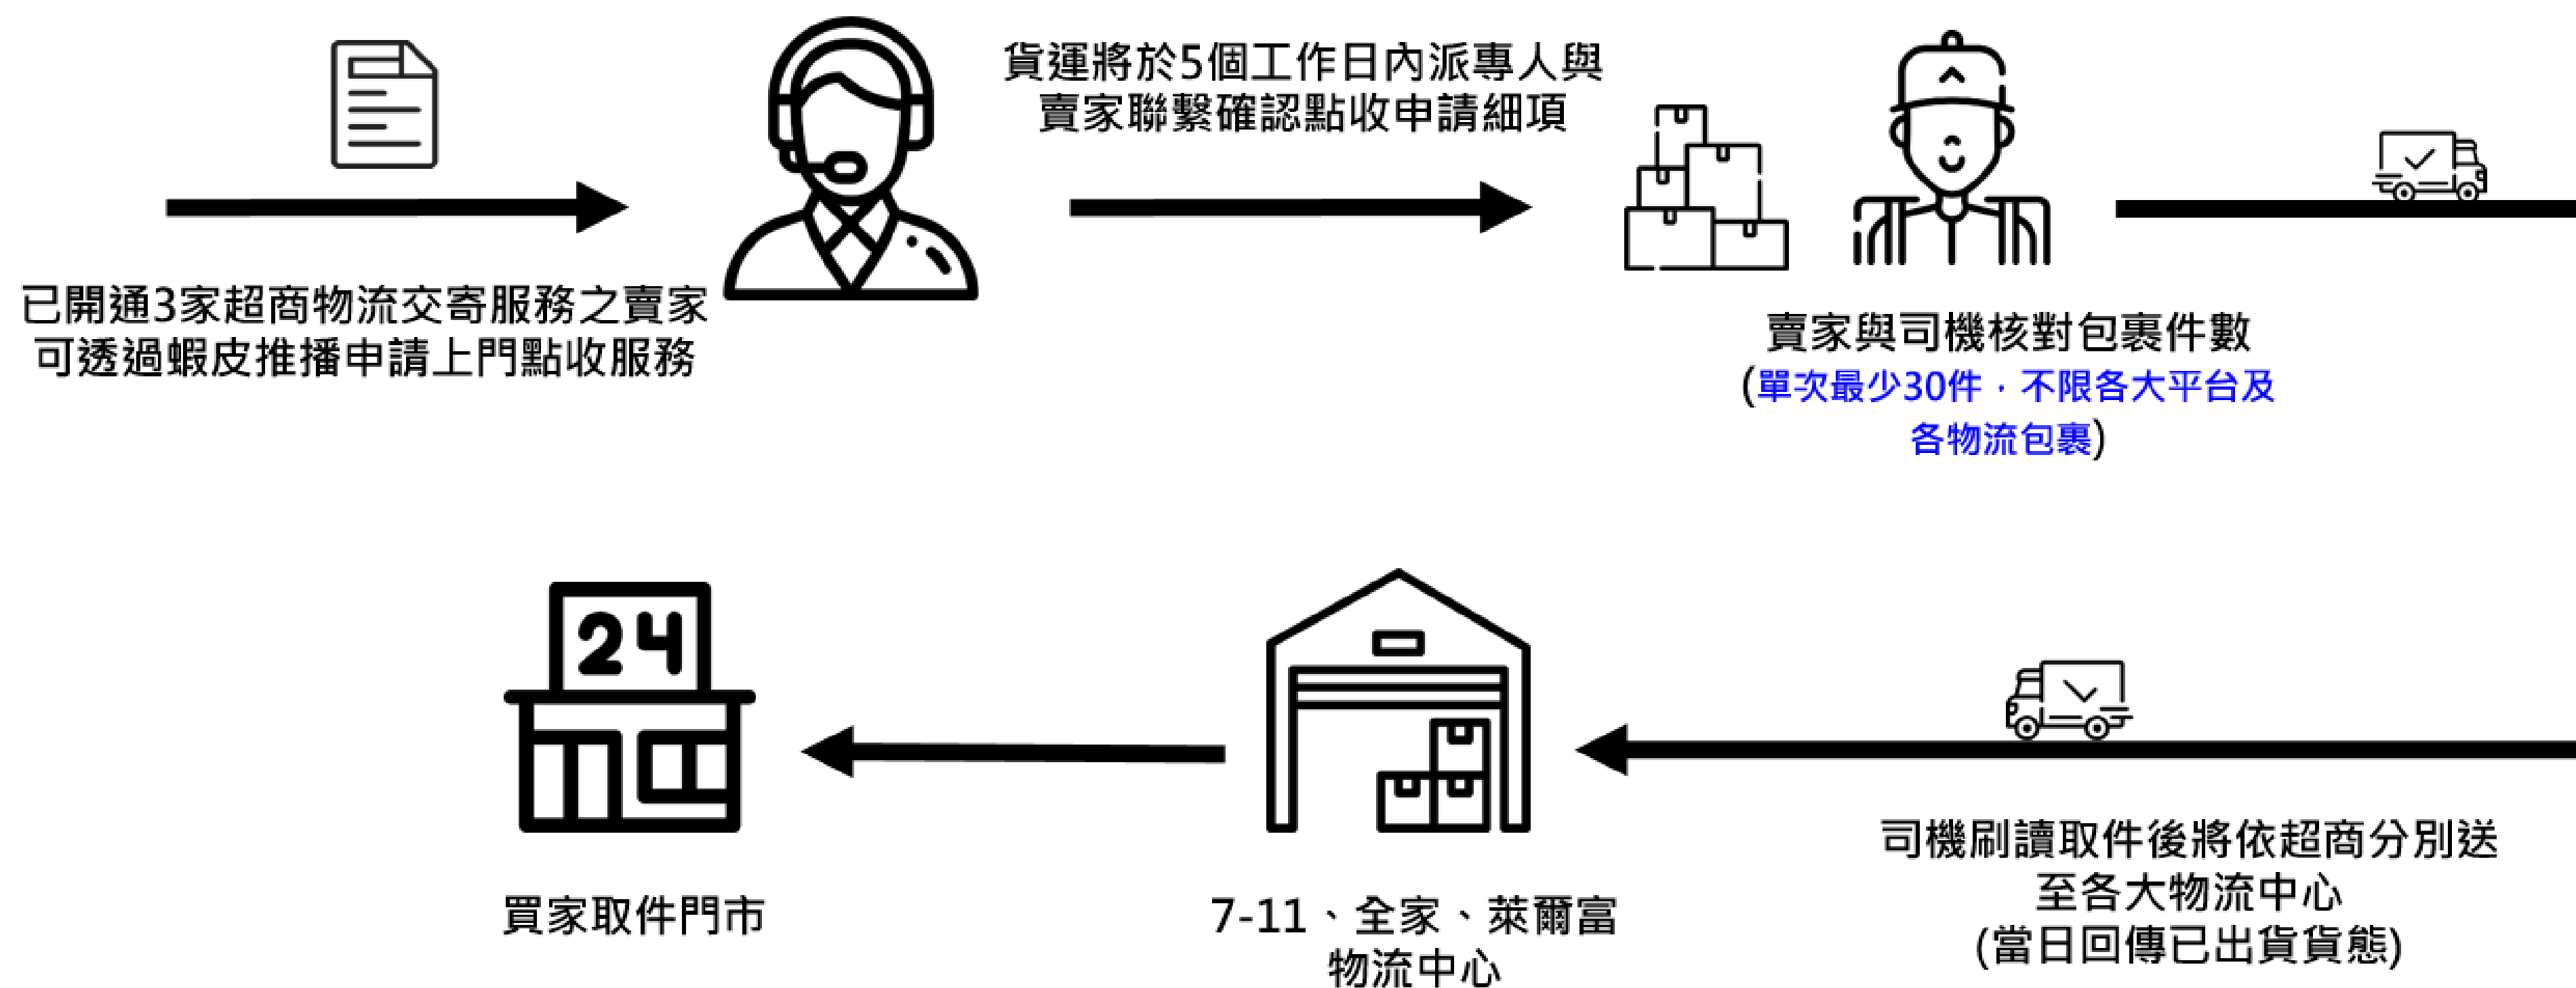 貨運將於5個工作日內派專人與
賣家聯繫確認點收申請細項
已開通3家超商物流交寄服務之賣家
可透過蝦皮推播申請上門點收服務
賣家與司機核對包裹件數
(單次最少30件，不限各大平台及
各物流包裹)
24
司機刷讀取件後將依超商分別送
至各大物流中心
(當日回傳已出貨貨態)
7-11、全家、萊爾富
物流中心
買家取件門市